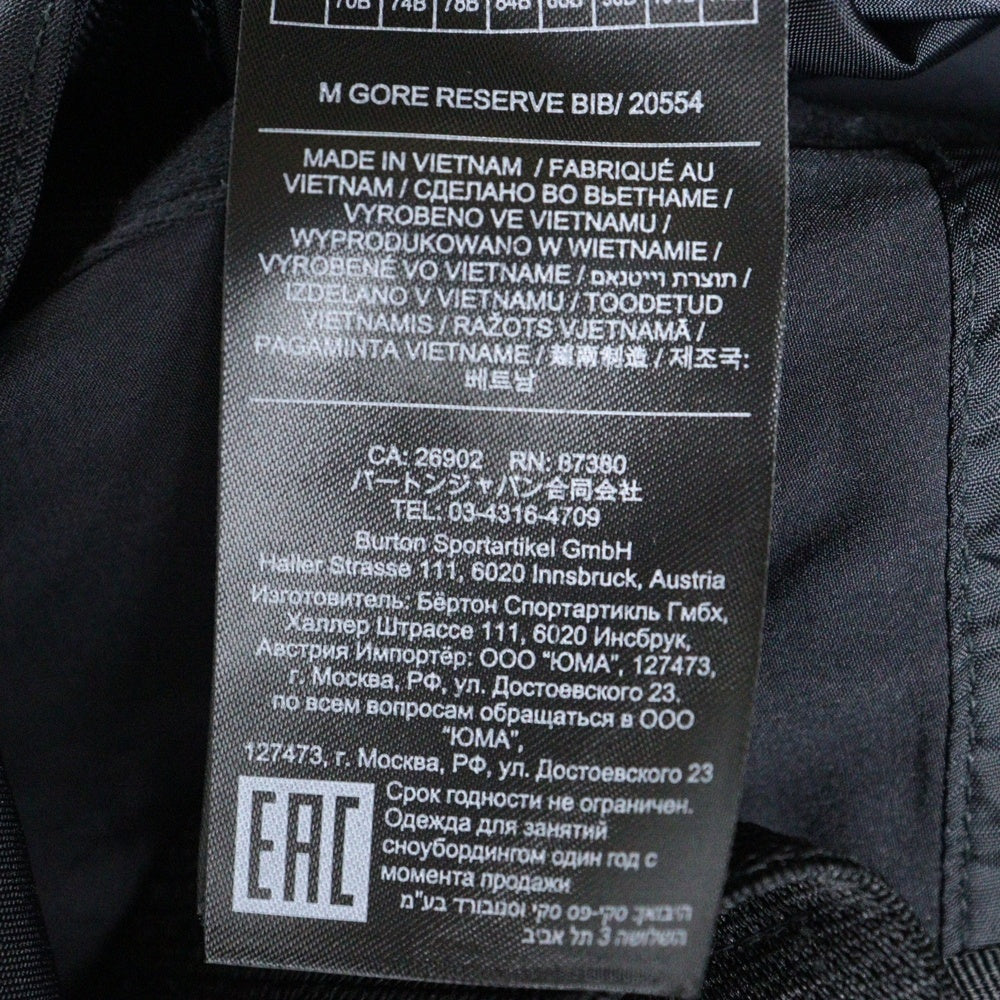 70B 74B 78B 84B
M GORE RESERVE BIB/ 20554
MADE IN VIETNAM / FABRIQUÉ AU
VIETNAM / СДЕЛАНО ВО ВЬЕТНАМЕ /
VYROBENO VE VIETNAMU /
WYPRODUKOWANO W WIETNAMIE /
VYROBENÉ VO VIETNAME / תוצרת וייטנאם /
IZDELANO V VIETNAMU / TOODETUD
VIETNAMIS / RAŽOTS VJETNAMĀ /
PAGAMINTA VIETNAME / 越南制造 / 제조국:
베트남
CA: 26902 RN: 87380
バートンジャパン合同会社
TEL: 03-4316-4709
Burton Sportartikel GmbH
Haller Strasse 111, 6020 Innsbruck, Austria
Изготовитель: Бёртон Спортартикль Гмбх,
Халлер Штрассе 111, 6020 Инсбрук,
Австрия Импортёр: ООО "ЮМА", 127473,
г. Москва, РФ, ул. Достоевского 23.
по всем вопросам обращаться в ООО
"ЮМА",
127473, г. Москва, РФ, ул. Достоевского 23
EAC
Срок годности не ограничен.
Одежда для занятий
сноубордингом один год с
момента продажи
היבואן: סקי-פס סקי וסנובורד בע"מ
השלושה 3 תל אביב